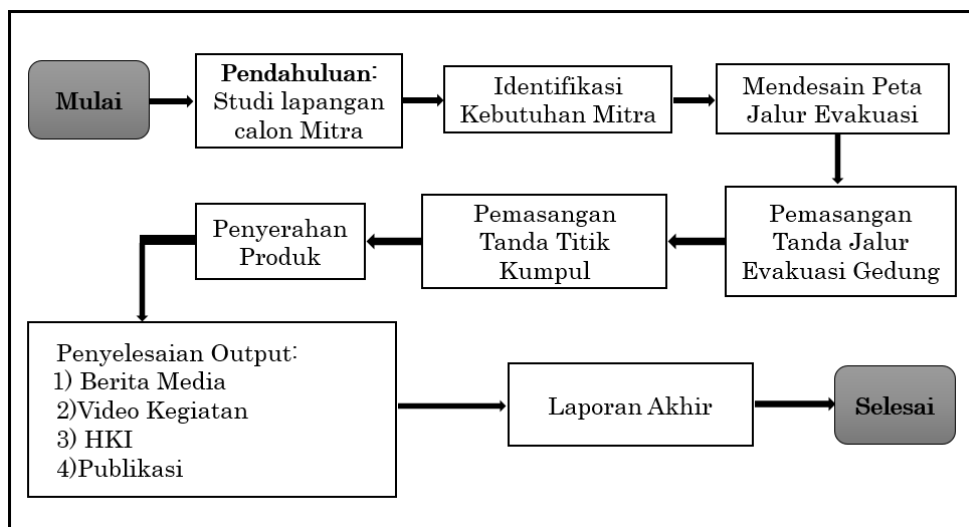 Mulai
Pendahuluan:
Studi lapangan
calon Mitra
Identifikasi
Kebutuhan Mitra
Mendesain Peta
Jalur Evakuasi
Pemasangan
Tanda Jalur
Evakuasi Gedung
Pemasangan
Tanda Titik
Kumpul
Penyerahan
Produk
Penyelesaian Output:
1) Berita Media
2)Video Kegiatan
3) HKI
4)Publikasi
Laporan Akhir
Selesai